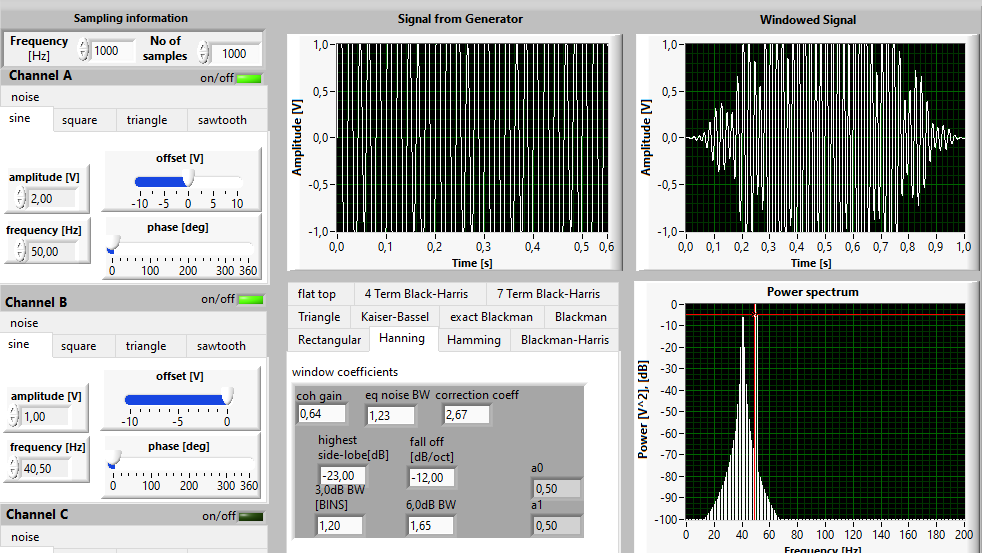 Sampling information
Frequency [Hz] 1000 No of samples 1000
Channel A on/off
noise
sine square triangle sawtooth
offset [V]
amplitude [V]
2,00
-10 -5 0 5 10
frequency [Hz]
50,00
phase [deg]
0 100 200 300 360
Channel B on/off
noise
sine square triangle sawtooth
offset [V]
amplitude [V]
1,00
-10 0
frequency [Hz]
40,50
phase [deg]
0 100 200 300 360
Channel C on/off
noise
Signal from Generator
Amplitude [V]
1,0
0,5
0,0
-0,5
-1,0
0,0 0,1 0,2 0,3 0,4 0,5 0,6
Time [s]
Windowed Signal
Amplitude [V]
1,0
0,5
0,0
-0,5
-1,0
0,0 0,1 0,2 0,3 0,4 0,5 0,6 0,7 0,8 0,9 1,0
Time [s]
flat top 4 Term Black-Harris 7 Term Black-Harris
Triangle Kaiser-Bassel exact Blackman Blackman
Rectangular Hanning Hamming Blackman-Harris
window coefficients
coh gain eq noise BW correction coeff
0,64 1,23 2,67
highest side-lobe[dB]
-23,00
fall off [dB/oct]
-12,00
a0
0,50
3,0dB BW [BINS]
1,20
6,0dB BW
1,65
a1
0,50
Power spectrum
Power [V^2], [dB]
0
-10
-20
-30
-40
-50
-60
-70
-80
-90
-100
0 20 40 60 80 100 120 140 160 180 200
Frequency [Hz]